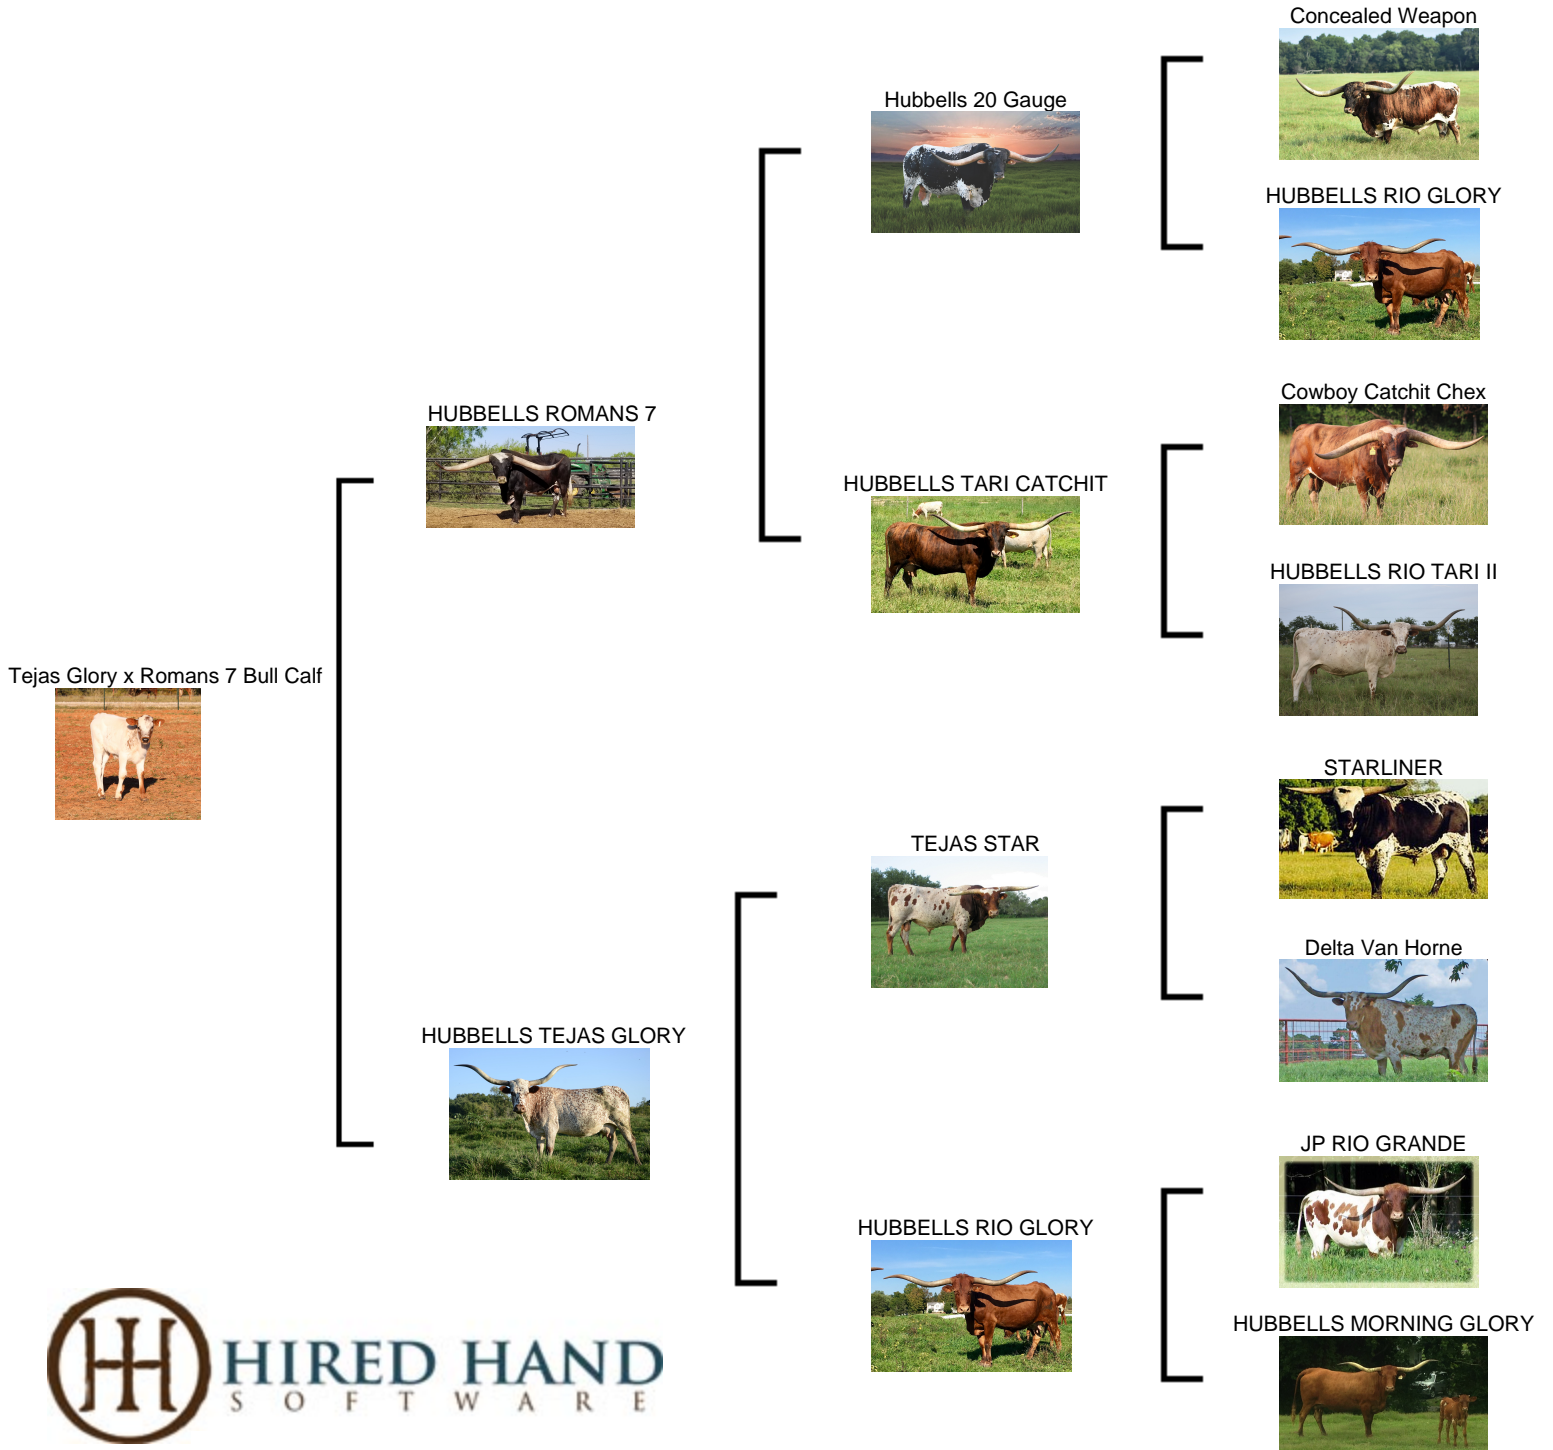 Concealed Weapon
Hubbells 20 Gauge
HUBBELLS RIO GLORY
Cowboy Catchit Chex
HUBBELLS ROMANS 7
HUBBELLS TARI CATCHIT
HUBBELLS RIO TARI II
Tejas Glory x Romans 7 Bull Calf
STARLINER
TEJAS STAR
Delta Van Horne
HUBBELLS TEJAS GLORY
JP RIO GRANDE
HUBBELLS RIO GLORY
HUBBELLS MORNING GLORY
HIRED HAND
SOFTWARE